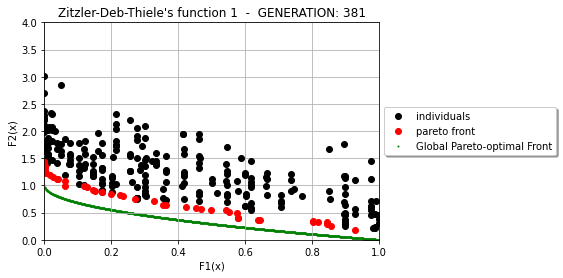 Zitzler-Deb-Thiele's function 1 - GENERATION: 381
4.0
3.5
3.0
2.5
2.0
1.5
1.0
0.5
0.0
F2(x)
0.0 0.2 0.4 0.6 0.8 1.0
F1(x)
individuals
pareto front
Global Pareto-optimal Front